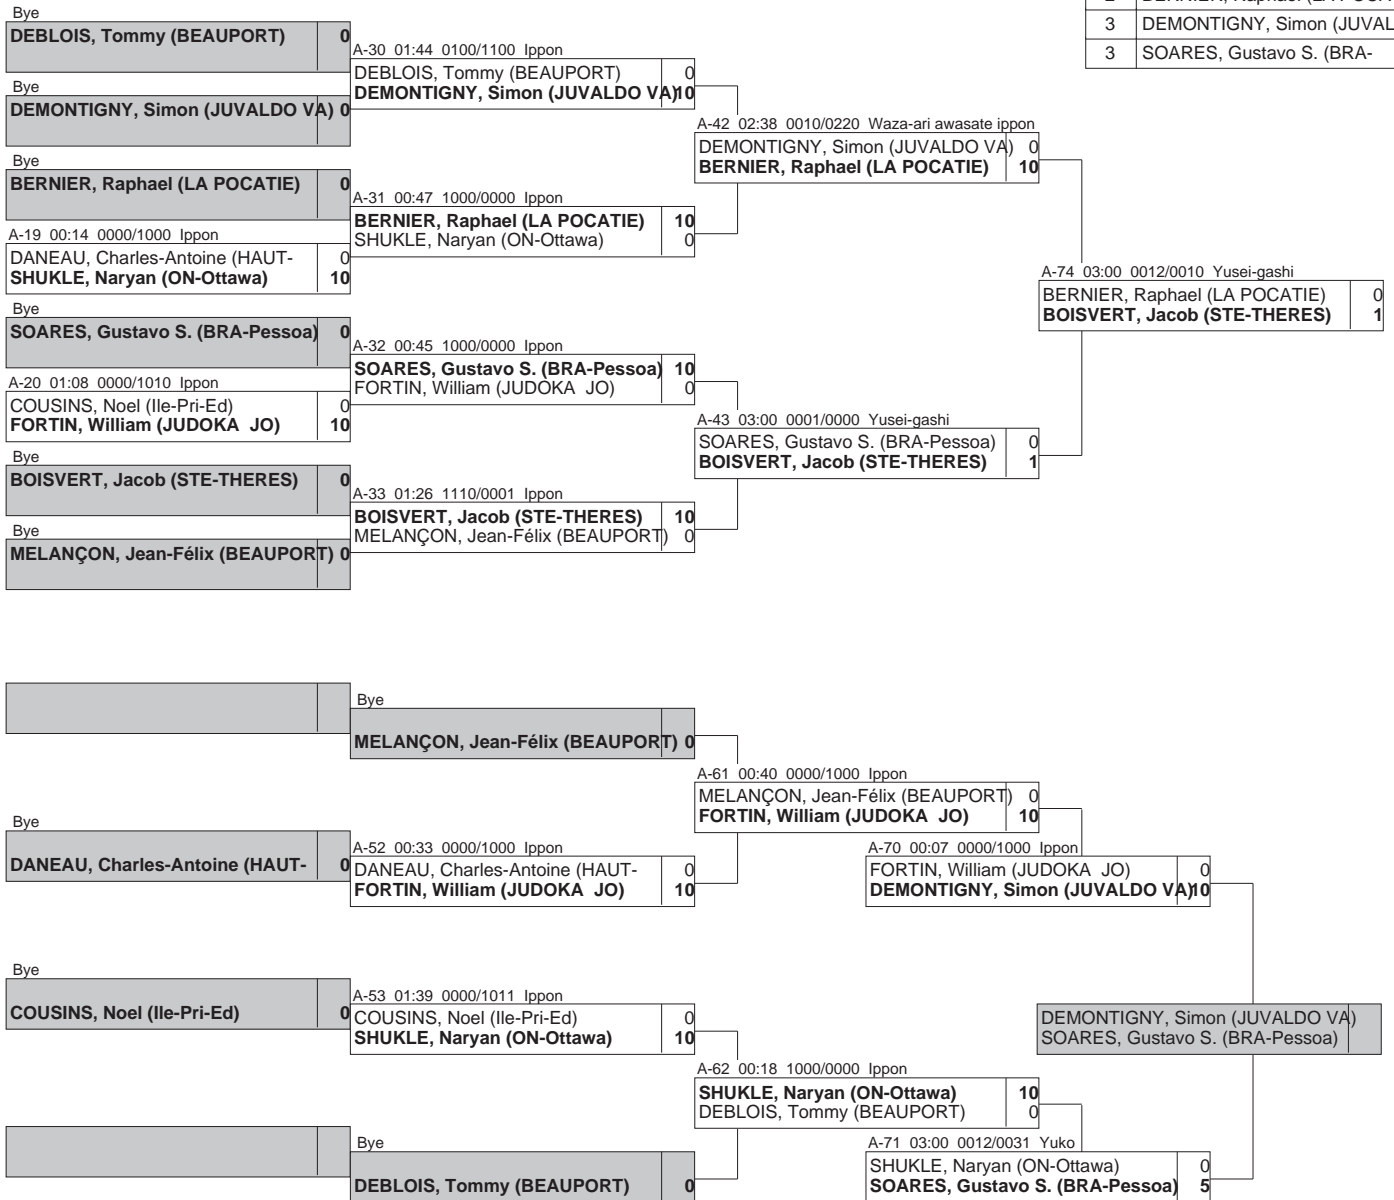 3 DEMONTIGNY, Simon (JUVAL
3 SOARES, Gustavo S. (BRA-
Bye
DEBLOIS, Tommy (BEAUPORT) 0
Bye
DEMONTIGNY, Simon (JUVALDO VA) 0
Bye
BERNIER, Raphael (LA POCATIE) 0
A-19 00:14 0000/1000 Ippon
DANEAU, Charles-Antoine (HAUT- 0
SHUKLE, Naryan (ON-Ottawa) 10
Bye
SOARES, Gustavo S. (BRA-Pessoa) 0
A-20 01:08 0000/1010 Ippon
COUSINS, Noel (Ile-Pri-Ed) 0
FORTIN, William (JUDOKA JO) 10
Bye
BOISVERT, Jacob (STE-THERES) 0
Bye
MELANÇON, Jean-Félix (BEAUPORT) 0
A-30 01:44 0100/1100 Ippon
DEBLOIS, Tommy (BEAUPORT) 0
DEMONTIGNY, Simon (JUVALDO VA) 10
A-31 00:47 1000/0000 Ippon
BERNIER, Raphael (LA POCATIE) 10
SHUKLE, Naryan (ON-Ottawa) 0
A-32 00:45 1000/0000 Ippon
SOARES, Gustavo S. (BRA-Pessoa) 10
FORTIN, William (JUDOKA JO) 0
A-33 01:26 1110/0001 Ippon
BOISVERT, Jacob (STE-THERES) 10
MELANÇON, Jean-Félix (BEAUPORT) 0
A-42 02:38 0010/0220 Waza-ari awasate ippon
DEMONTIGNY, Simon (JUVALDO VA) 0
BERNIER, Raphael (LA POCATIE) 10
A-43 03:00 0001/0000 Yusei-gashi
SOARES, Gustavo S. (BRA-Pessoa) 0
BOISVERT, Jacob (STE-THERES) 1
A-74 03:00 0012/0010 Yusei-gashi
BERNIER, Raphael (LA POCATIE) 0
BOISVERT, Jacob (STE-THERES) 1
Bye
MELANÇON, Jean-Félix (BEAUPORT) 0
Bye
DANEAU, Charles-Antoine (HAUT- 0
A-52 00:33 0000/1000 Ippon
DANEAU, Charles-Antoine (HAUT- 0
FORTIN, William (JUDOKA JO) 10
A-61 00:40 0000/1000 Ippon
MELANÇON, Jean-Félix (BEAUPORT) 0
FORTIN, William (JUDOKA JO) 10
A-70 00:07 0000/1000 Ippon
FORTIN, William (JUDOKA JO) 0
DEMONTIGNY, Simon (JUVALDO VA) 10
Bye
COUSINS, Noel (Ile-Pri-Ed) 0
A-53 01:39 0000/1011 Ippon
COUSINS, Noel (Ile-Pri-Ed) 0
SHUKLE, Naryan (ON-Ottawa) 10
Bye
DEBLOIS, Tommy (BEAUPORT) 0
A-62 00:18 1000/0000 Ippon
SHUKLE, Naryan (ON-Ottawa) 10
DEBLOIS, Tommy (BEAUPORT) 0
A-71 03:00 0012/0031 Yuko
SHUKLE, Naryan (ON-Ottawa) 0
SOARES, Gustavo S. (BRA-Pessoa) 5
DEMONTIGNY, Simon (JUVALDO VA)
SOARES, Gustavo S. (BRA-Pessoa)